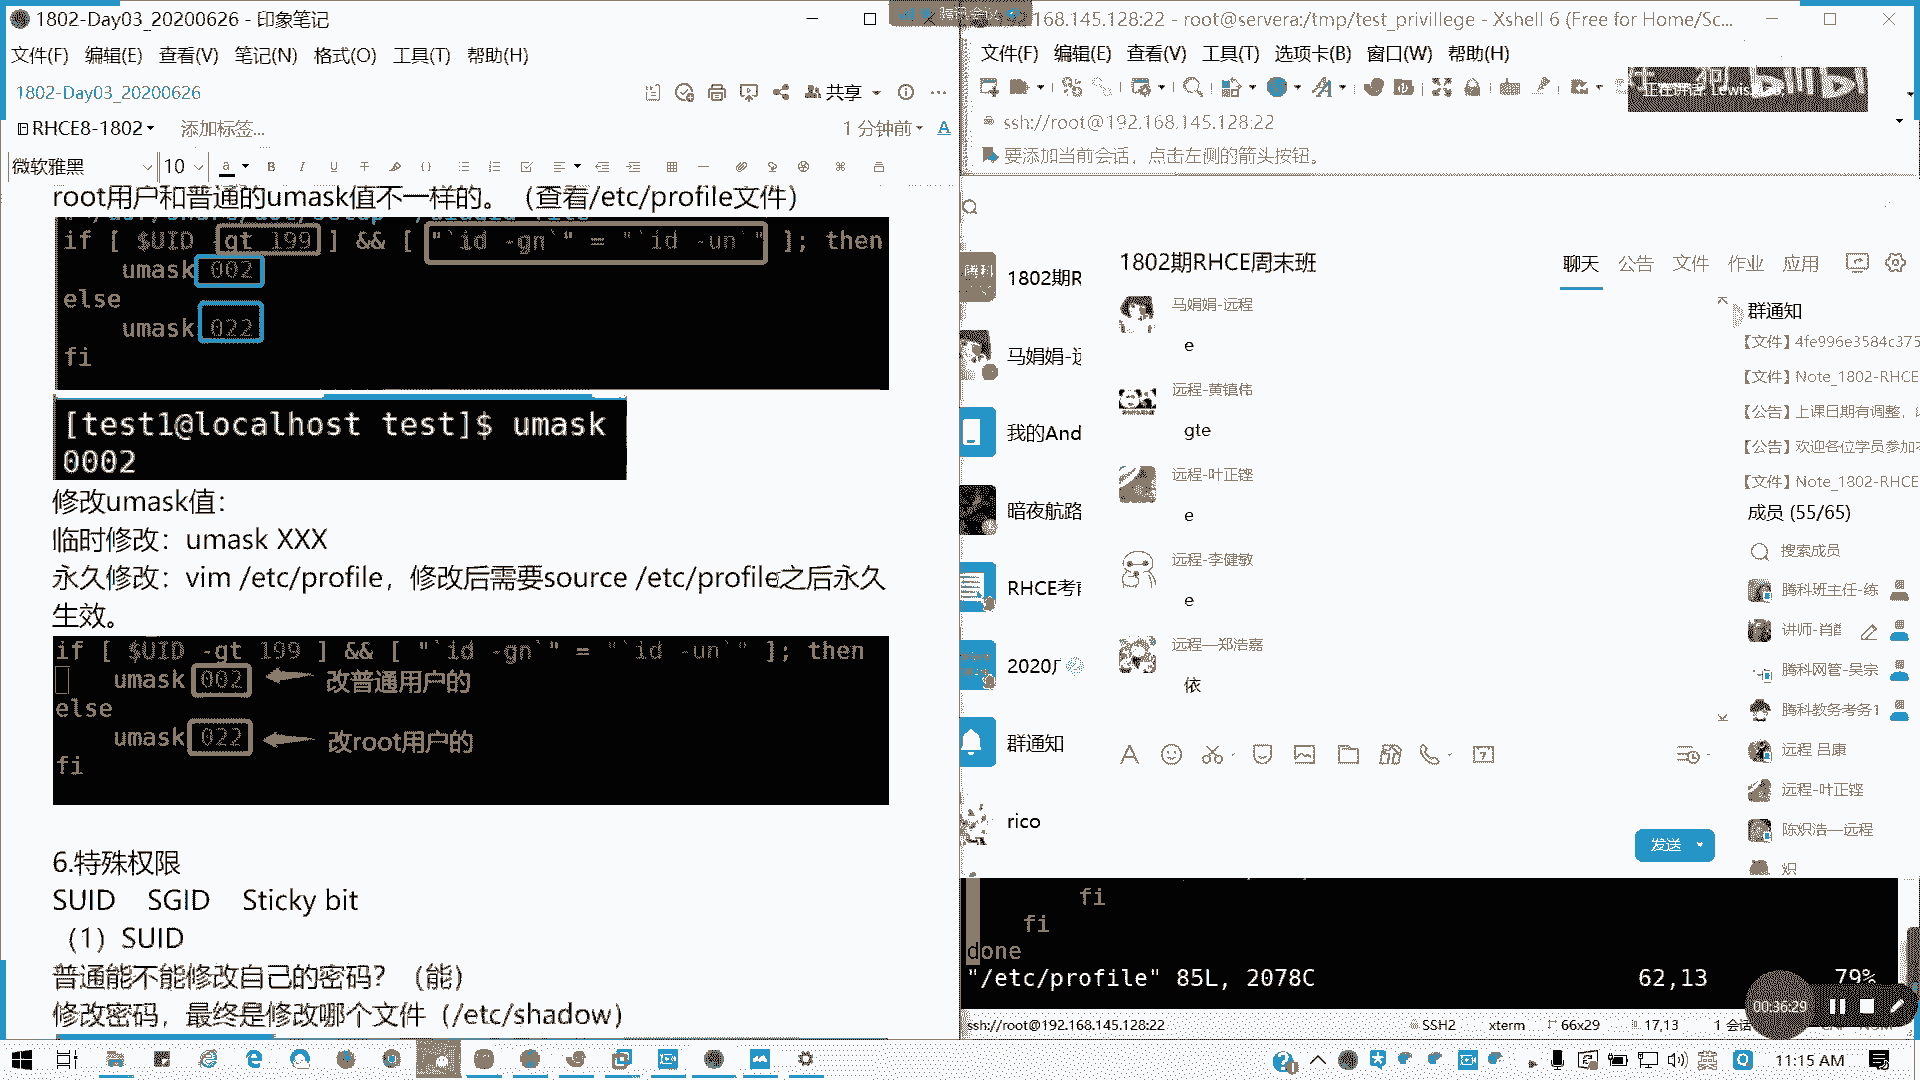 1802-Day03_20200626 - 印象笔记
文件(F) 编辑(E) 查看(V) 笔记(N) 格式(O) 工具(T) 帮助(H)
1802-Day03_20200626
共享
RHCE8-1802
添加标签...
1 分钟前
微软雅黑
10
root用户和普通的umask值不一样的。（查看/etc/profile文件）
if [ $UID -gt 199 ] && [ "`id -gn`" = "`id -un`" ]; then
umask 002
else
umask 022
fi
[test1@localhost test]$ umask
0002
修改umask值：
临时修改：umask XXX
永久修改：vim /etc/profile，修改后需要source /etc/profile之后永久
生效。
if [ $UID -gt 199 ] && [ "`id -gn`" = "`id -un`" ]; then
umask 002 改普通用户的
else
umask 022 改root用户的
fi
6.特殊权限
SUID SGID Sticky bit
（1）SUID
普通能不能修改自己的密码？（能）
修改密码，最终是修改哪个文件（/etc/shadow）
腾讯会议
168.145.128:22 - root@servera:/tmp/test_privillege - Xshell 6 (Free for Home/Sc...
文件(F) 编辑(E) 查看(V) 工具(T) 选项卡(B) 窗口(W) 帮助(H)
ssh://root@192.168.145.128:22
要添加当前会话，点击左侧的箭头按钮。
1802期R
马娟娟-远
我的And
暗夜航路
RHCE考
2020广
群通知
rico
1802期RHCE周末班
聊天 公告 文件 作业 应用
马娟娟-远程
e
远程-黄镇伟
gte
远程-叶正铿
e
远程-李健敏
e
远程—郑浩嘉
依
发送
群通知
【文件】4fe996e3584c375
【文件】Note_1802-RHCE
【公告】上课日期有调整，
【公告】欢迎各位学员参加
【文件】Note_1802-RHCE
成员 (55/65)
搜索成员
腾科班主任-练
讲师-肖
腾科网管-吴宗
腾科教务考务1
远程 吕康
远程-叶正铿
陈炽浩—远程
炽
fi
fi
done
"/etc/profile" 85L, 2078C 62,13 79%
00:36:29
ssh://root@192.168.145.128:22 SSH2 xterm 66x29 17,13 1 会话
11:15 AM